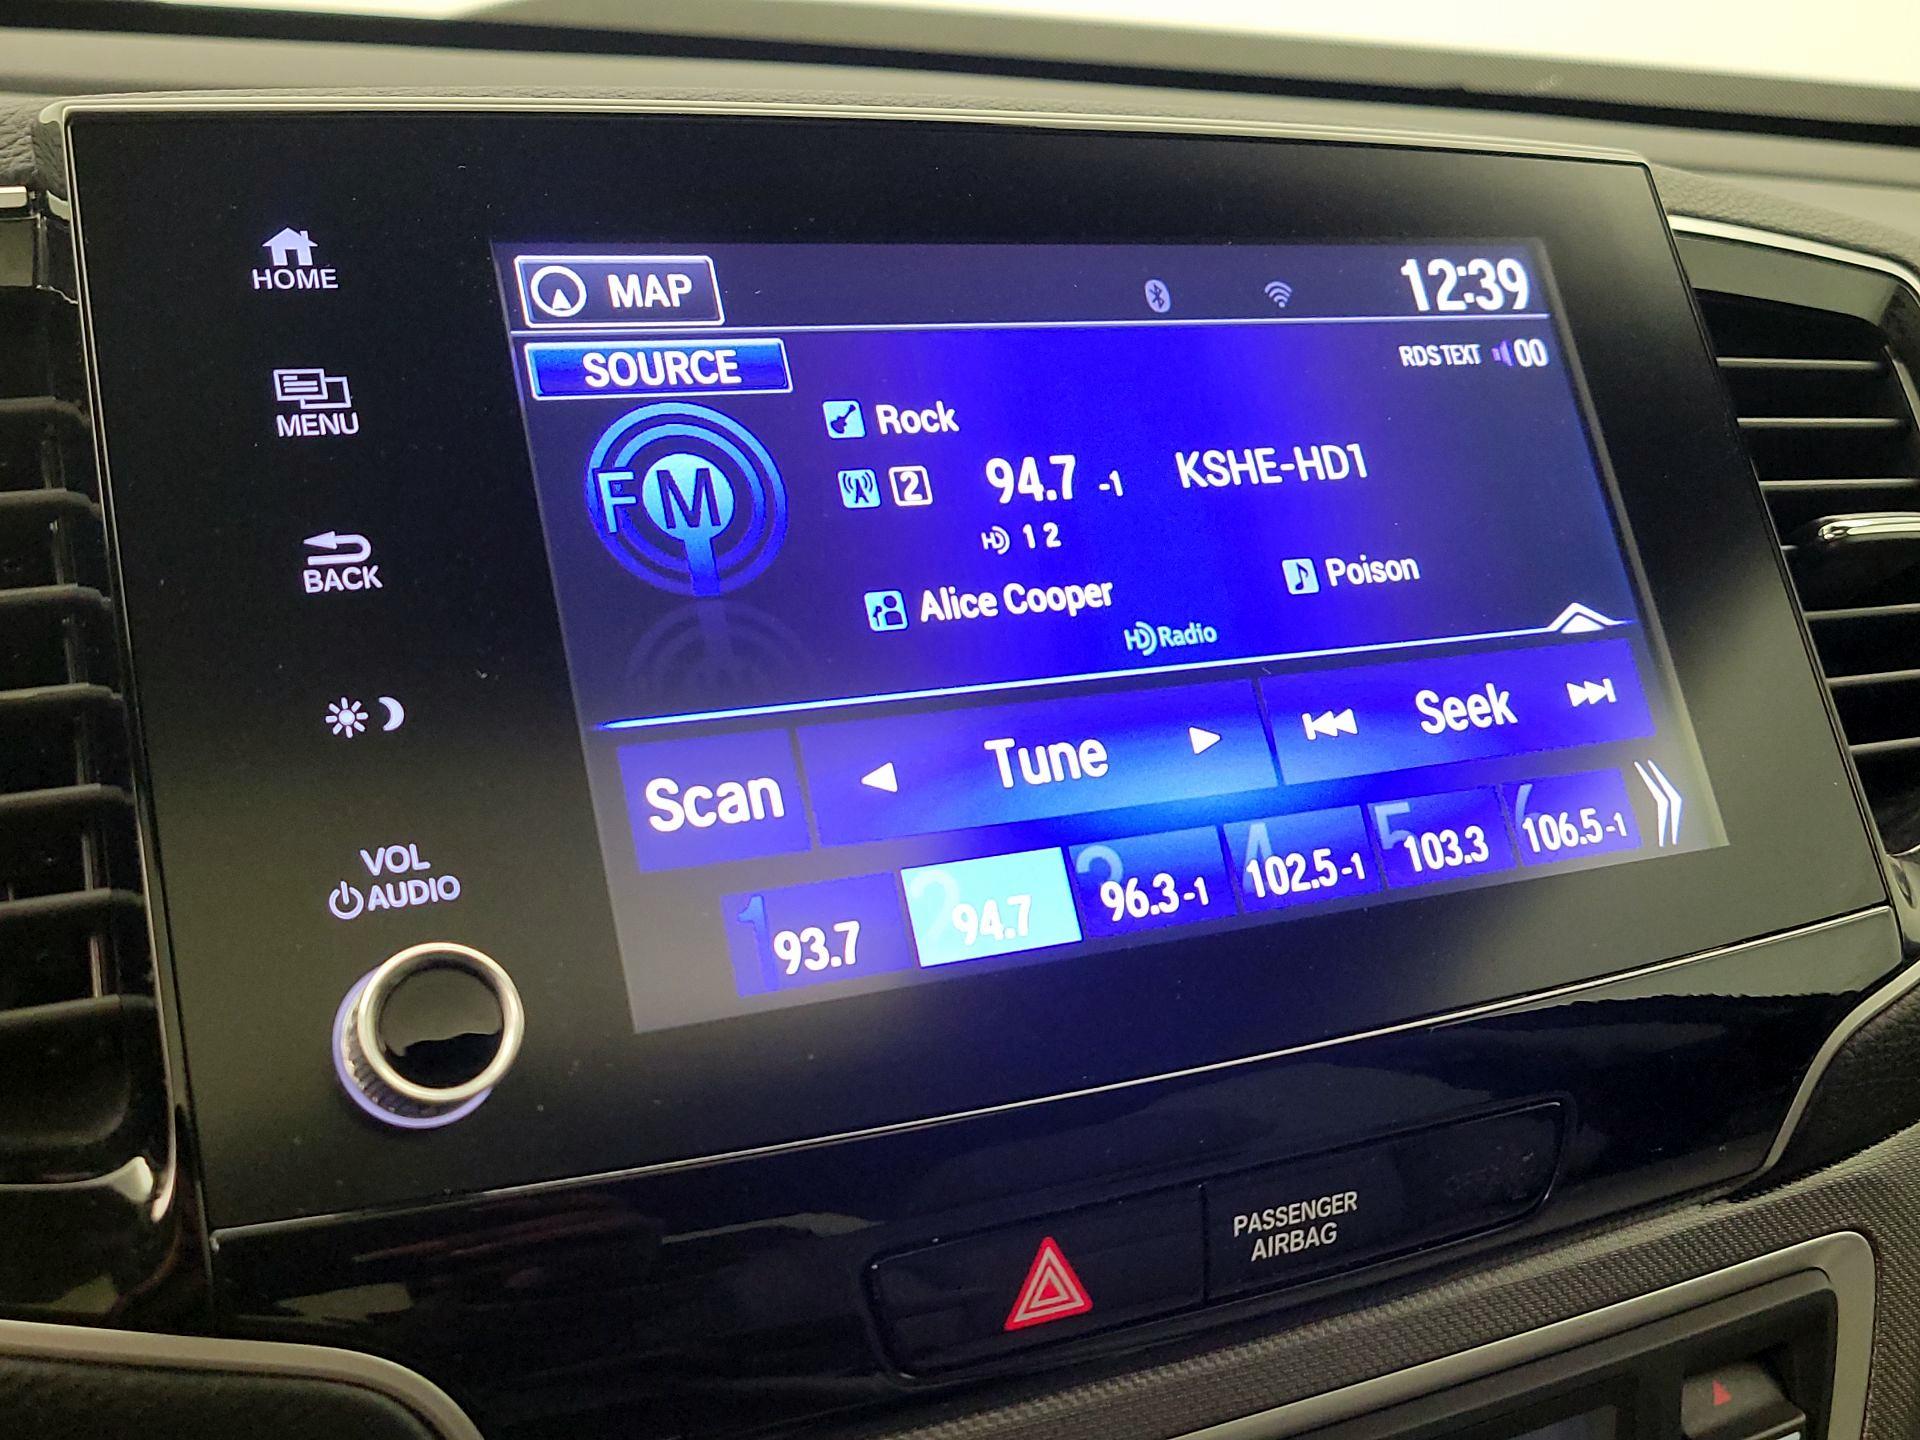 HOME
MENU
BACK
VOL
AUDIO
MAP
12:39
SOURCE
RDS TEXT 00
FM
Rock
2 94.7 -1 KSHE-HD1
HD 1 2
Alice Cooper Poison
HD Radio
Scan Tune Seek
1 93.7
2 94.7
3 96.3-1
4 102.5-1
5 103.3
6 106.5-1
PASSENGER
AIRBAG